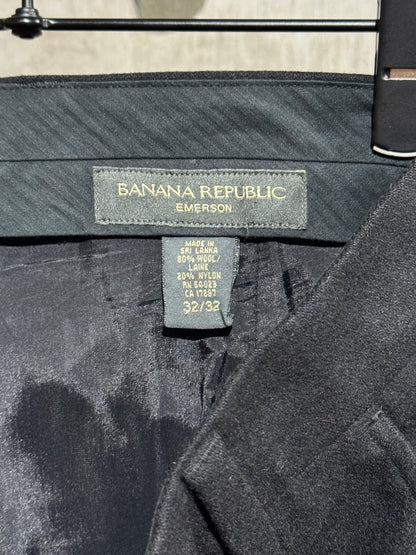 BANANA REPUBLIC
EMERSON
MADE IN
SRI LANKA
80% WOOL/
LAINE
20% NYLON
RN 54023
CA 17897
32/32